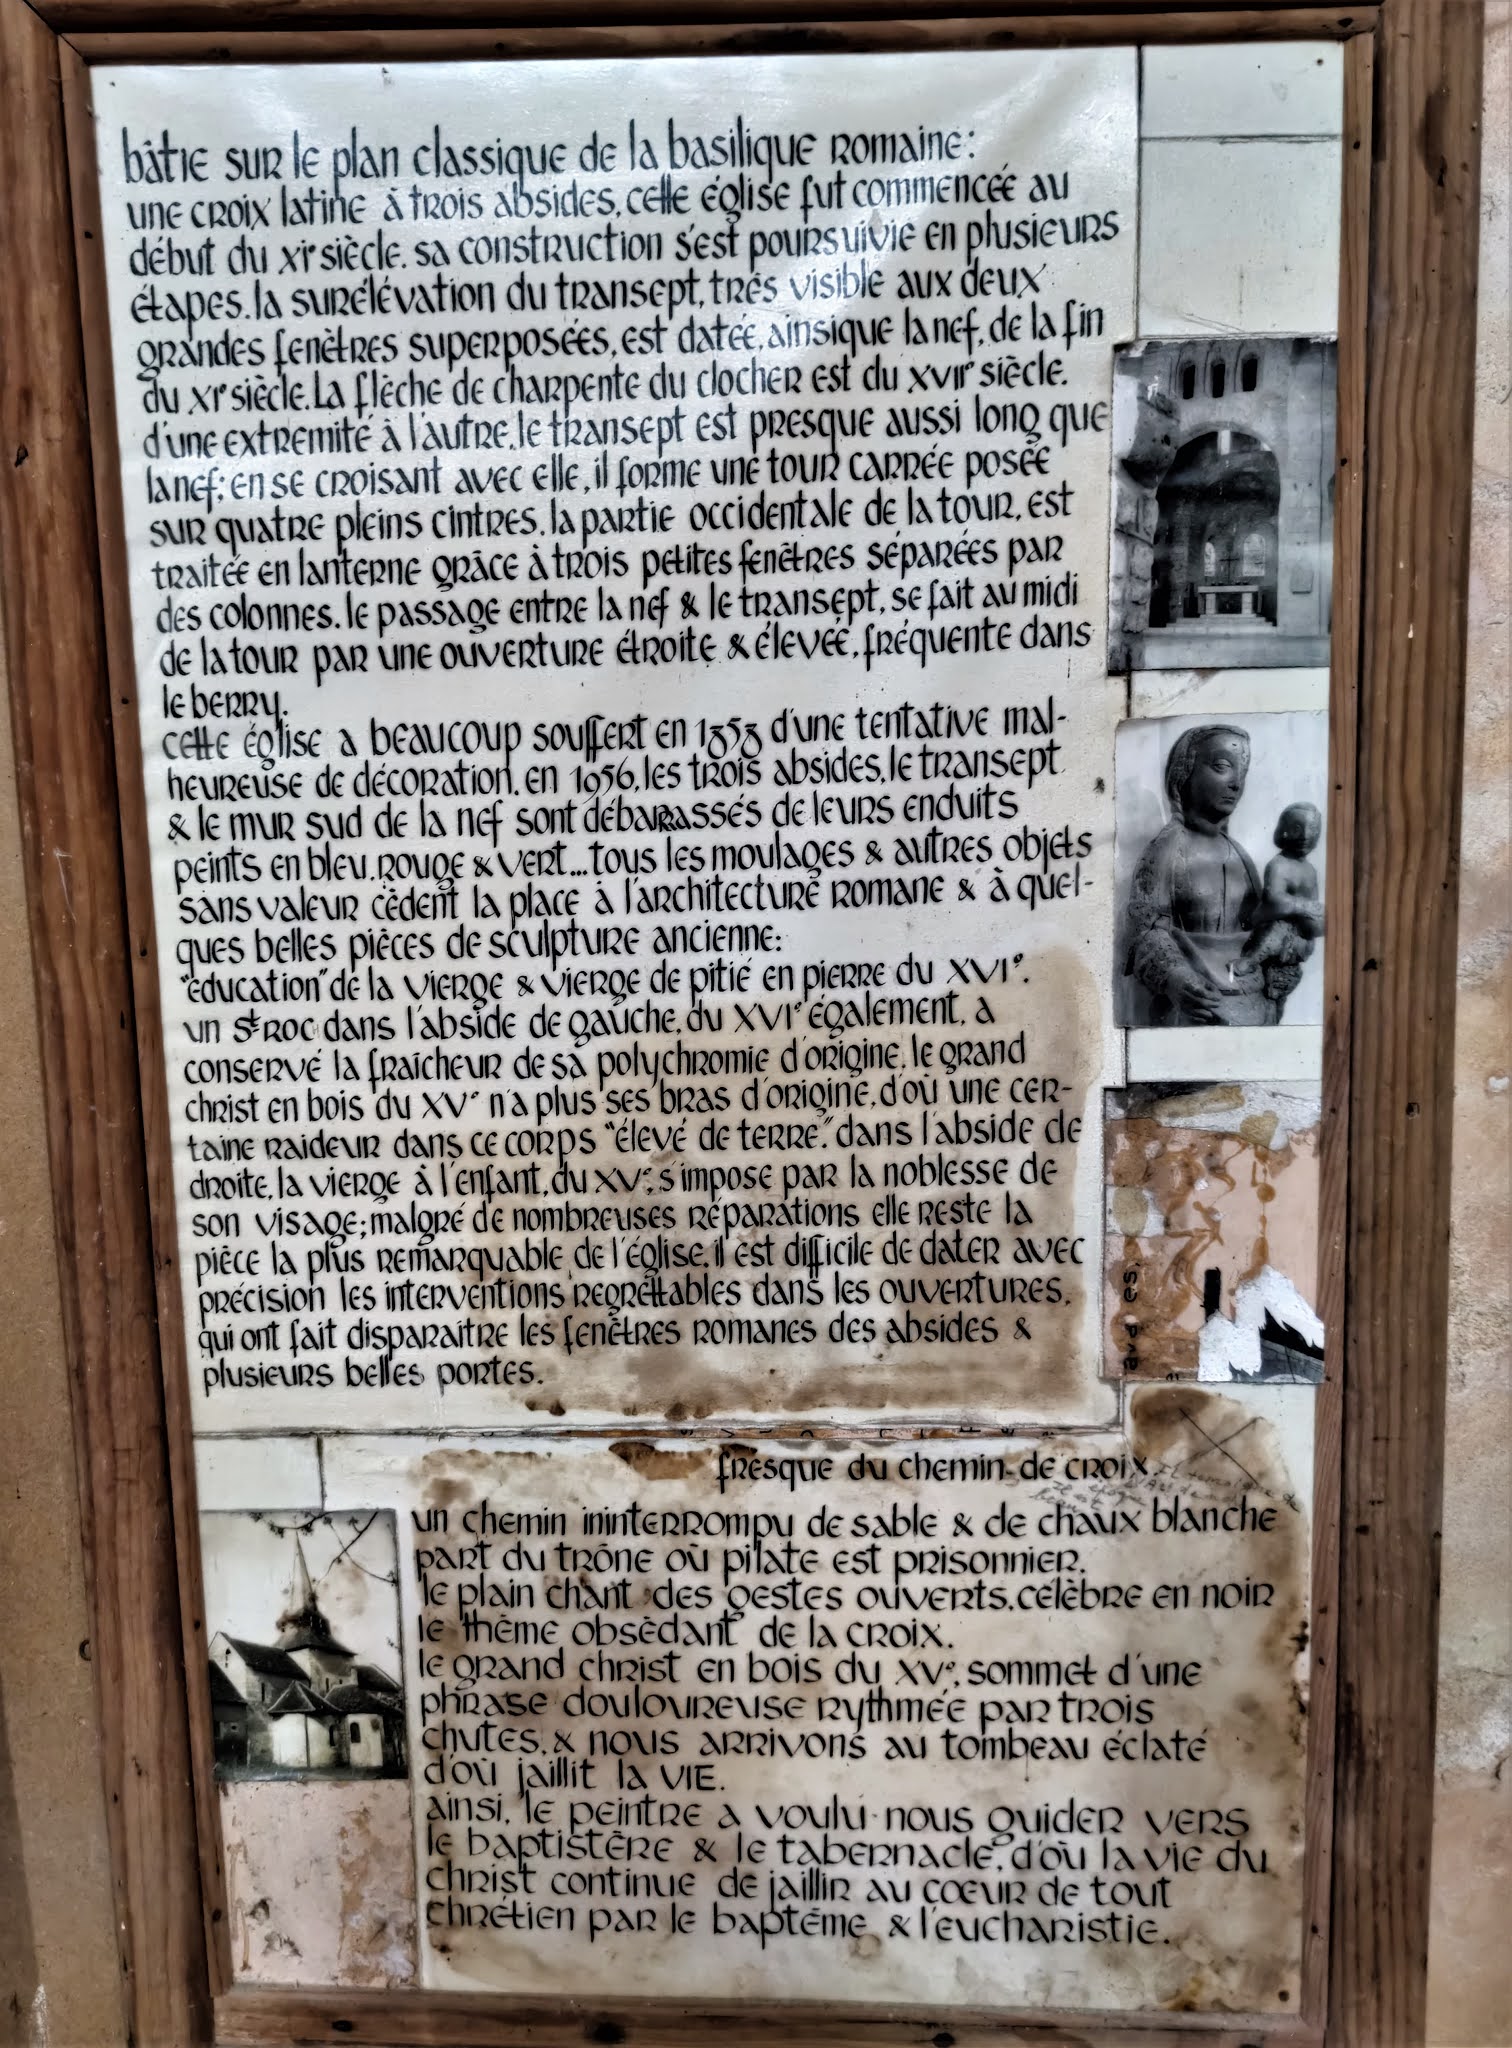 bâtie sur le plan classique de la basilique romaine:
une croix latine à trois absides, cette église fut commencée au
début du XIe siècle. sa construction s'est poursuivie en plusieurs
étapes. la surélévation du transept, très visible aux deux
grandes fenêtres superposées, est datée, ainsique la nef, de la fin
du XIe siècle. La flèche de charpente du clocher est du XVIIe siècle.
d'une extremité à l'autre, le transept est presque aussi long que
la nef; en se croisant avec elle, il forme une tour carrée posée
sur quatre pleins cintres. la partie occidentale de la tour, est
traitée en lanterne grâce à trois petites fenêtres séparées par
des colonnes. le passage entre la nef & le transept, se fait au midi
de la tour par une ouverture étroite & élevée, fréquente dans
le berry.
cette église a beaucoup souffert en d'une tentative mal-
heureuse de décoration. en 1956, les trois absides, le transept
& le mur sud de la nef sont débarrassés de leurs enduits
peints en bleu, rouge & vert... tous les moulages & autres objets
sans valeur cèdent la place à l'architecture romane & à quel-
ques belles pièces de sculpture ancienne:
"éducation" de la vierge & vierge de pitié en pierre du XVIe.
un St roc dans l'abside de gauche, du XVIe également, a
conservé la fraîcheur de sa polychromie d'origine. le grand
christ en bois du XVe n'a plus ses bras d'origine, d'où une cer-
taine raideur dans ce corps "élevé de terre". dans l'abside de
droite, la vierge à l'enfant, du XVe, s'impose par la noblesse de
son visage; malgré de nombreuses réparations elle reste la
pièce la plus remarquable de l'église. il est difficile de dater avec
précision les interventions regrettables dans les ouvertures,
qui ont fait disparaitre les fenêtres romanes des absides &
plusieurs belles portes.
fresque du chemin de croix
un chemin ininterrompu de sable & de chaux blanche
part du trône où pilate est prisonnier.
le plain chant des gestes ouverts, célèbre en noir
le thème obsédant de la croix.
le grand christ en bois du XVe, sommet d'une
phrase douloureuse rythmée par trois
chutes, & nous arrivons au tombeau éclaté
d'où jaillit la VIE.
ainsi, le peintre a voulu nous guider vers
le baptistère & le tabernacle, d'où la vie du
christ continue de jaillir au cœur de tout
chrétien par le baptême & l'eucharistie.